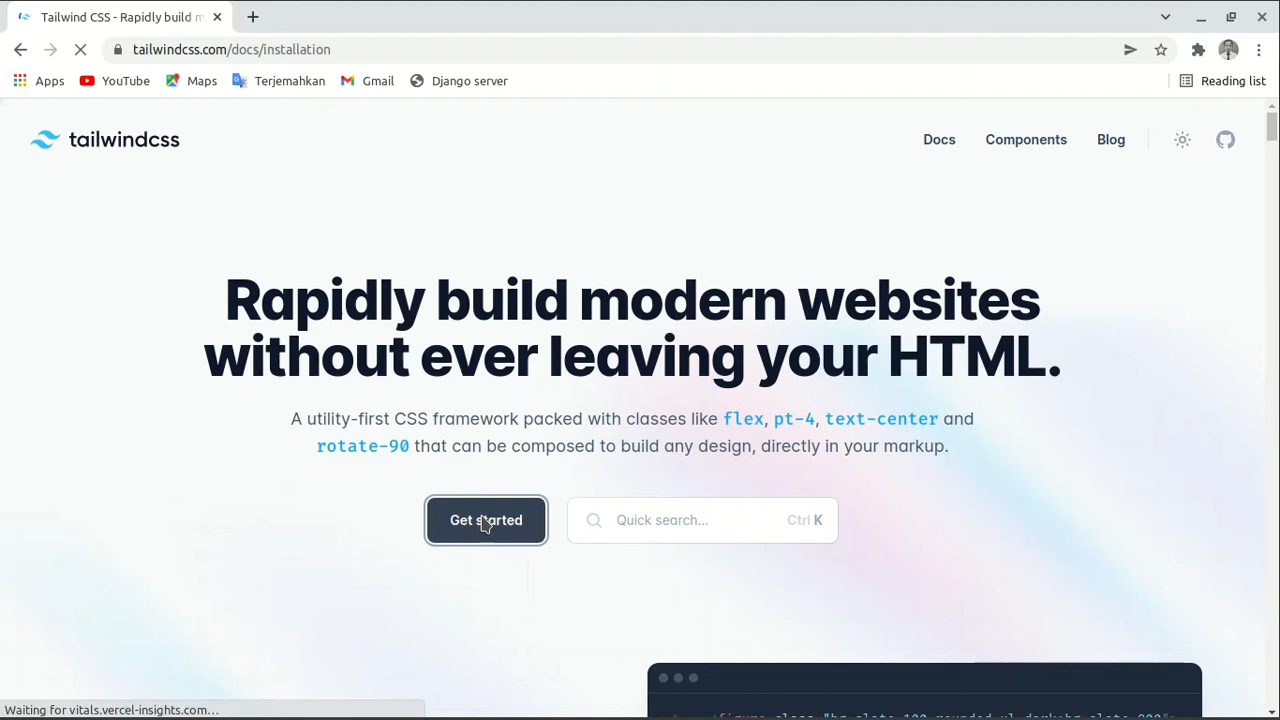 Tailwind CSS - Rapidly build m
tailwindcss.com/docs/installation
Apps YouTube Maps Terjemahkan Gmail Django server Reading list
tailwindcss Docs Components Blog
Rapidly build modern websites
without ever leaving your HTML.
A utility-first CSS framework packed with classes like flex, pt-4, text-center and
rotate-90 that can be composed to build any design, directly in your markup.
Get started Quick search... Ctrl K
Waiting for vitals.vercel-insights.com...